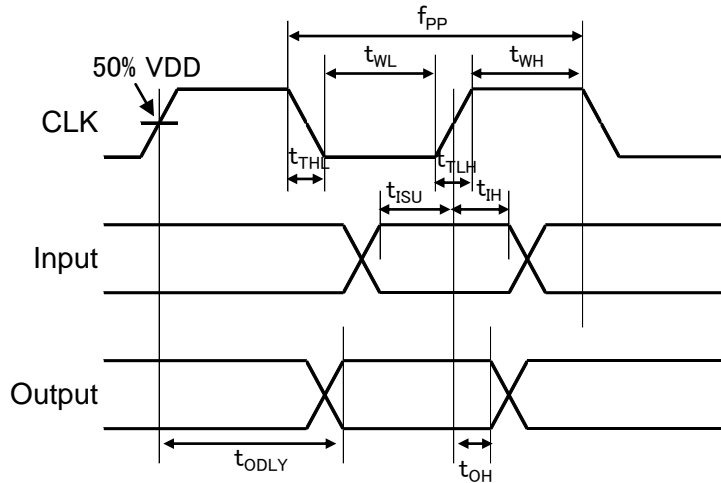 fPP
tWL
tWH
50% VDD
CLK
tTHL
tTLH
tISU
tIH
Input
Output
tODLY
tOH